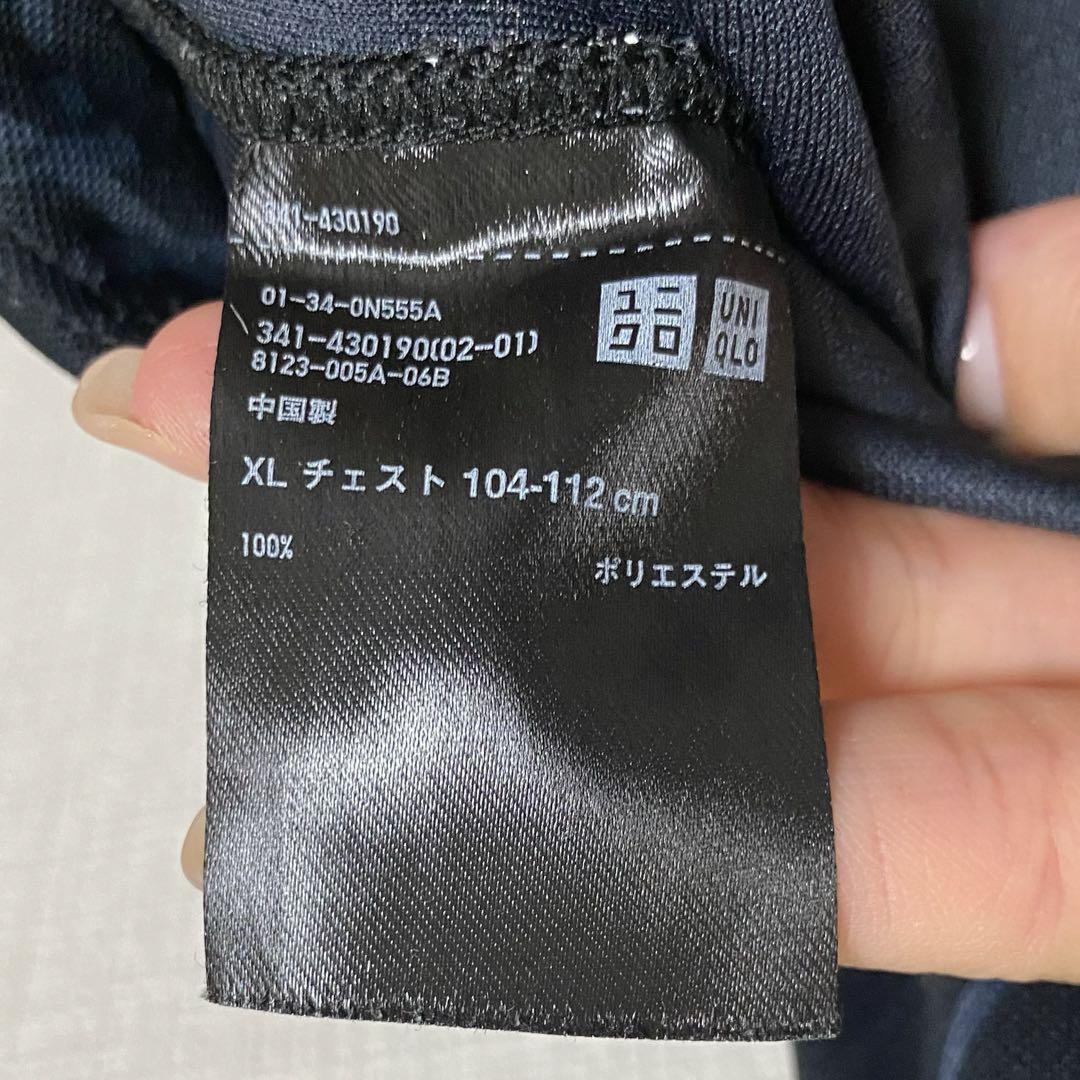 341-430190
01-34-0N555A
341-430190(02-01)
8123-005A-06B
ユニ
クロ
UNI
QLO
中国製
XL チェスト 104-112 cm
100% ポリエステル